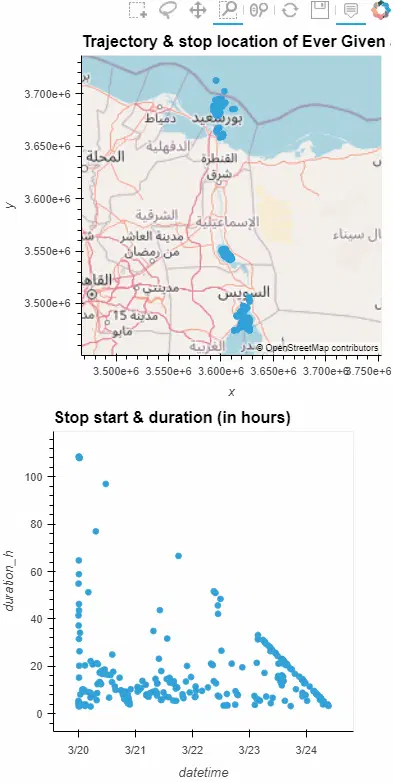 Trajectory & stop location of Ever Given
3.700e+6
3.650e+6
3.600e+6
3.550e+6
3.500e+6
y
بورسعيد
دمياط
الدقهلية
المحلة
القنطرة
شرق
الشرقية
الإسماعيلية
مدينة العاشر
من رمضان
سيناء
مدينتي
السويس
15
مايو
الغربية
© OpenStreetMap contributors
3.500e+6 3.550e+6 3.600e+6 3.650e+6 3.700e+6 3.750e+6
x
Stop start & duration (in hours)
100
80
60
40
20
0
duration_h
3/20 3/21 3/22 3/23 3/24
datetime